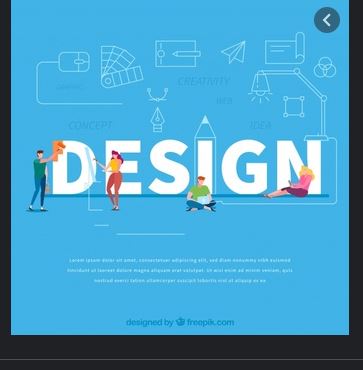 CREATIVITY
GRAPHIC
WEB
CONCEPT
IDEA
DESIGN
Lorem ipsum dolor sit amet, consectetuer adipiscing elit, sed diam nonummy nibh euismod
tincidunt ut laoreet dolore magna aliquam erat volutpat. Ut wisi enim ad minim veniam, quis
nostrud exerci tation ullamcorper suscipit lobortis nisl ut aliquip ex ea
designed by freepik.com